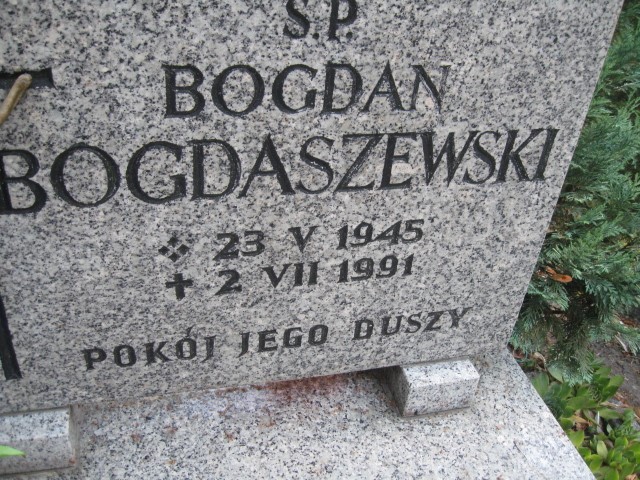 Ś.P.
BOGDAN
BOGDASZEWSKI
23 V 1945
2 VII 1991
POKÓJ JEGO DUSZY